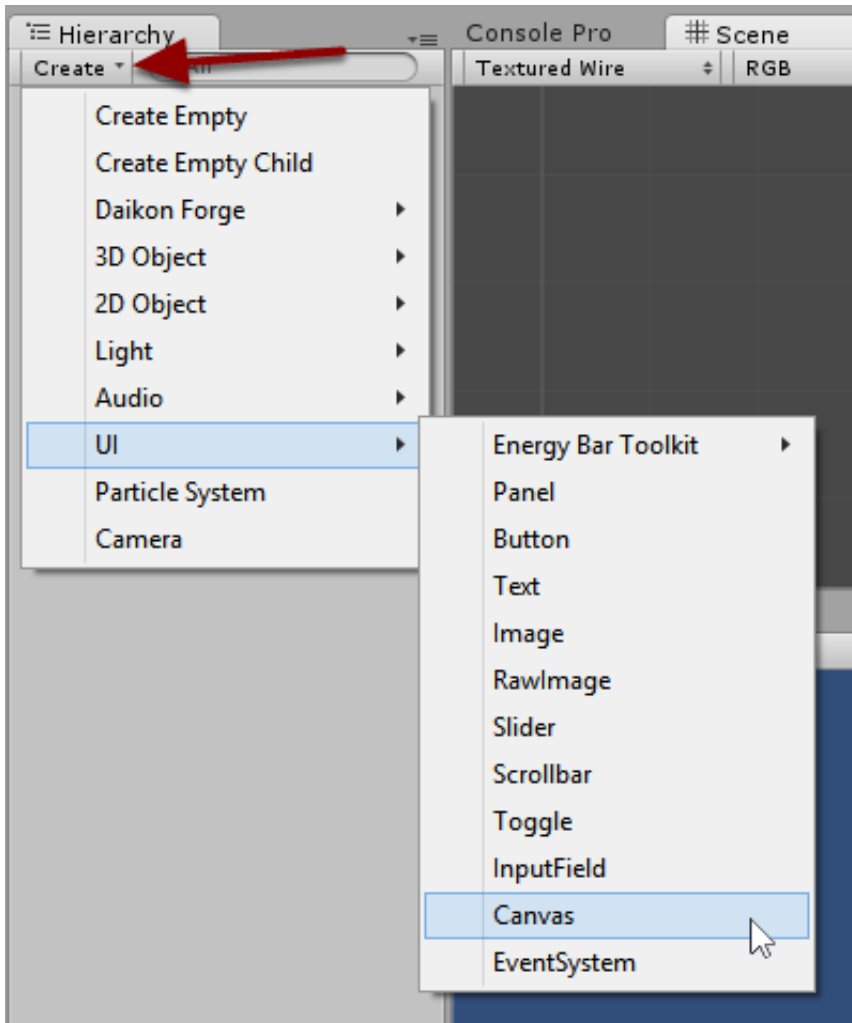 Hierarchy
Console Pro
Scene
Create
All
Textured Wire
RGB
Create Empty
Create Empty Child
Daikon Forge
3D Object
2D Object
Light
Audio
UI
Particle System
Camera
Energy Bar Toolkit
Panel
Button
Text
Image
RawImage
Slider
Scrollbar
Toggle
InputField
Canvas
EventSystem